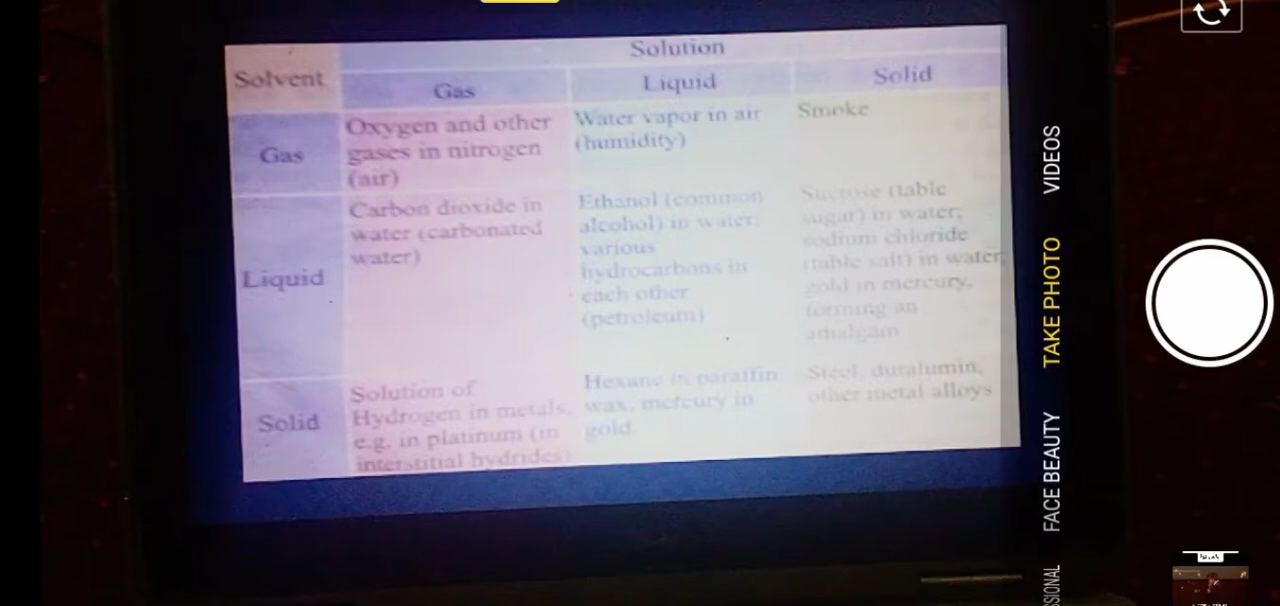 Solution
Solvent
Gas
Liquid
Solid
Gas
Oxygen and other
gases in nitrogen
(air)
Water vapor in air
(humidity)
Smoke
Liquid
Carbon dioxide in
water (carbonated
water)
Ethanol (common
alcohol) in water;
various
hydrocarbons in
each other
(petroleum)
Sucrose (table
sugar) in water;
sodium chloride
(table salt) in water;
gold in mercury,
forming an
amalgam
Solid
Solution of
Hydrogen in metals,
e.g. in platinum (in
interstitial hydrides)
Hexane in paraffin
wax, mercury in
gold.
Steel, duralumin,
other metal alloys
VIDEOS
TAKE PHOTO
FACE BEAUTY
SSIONAL